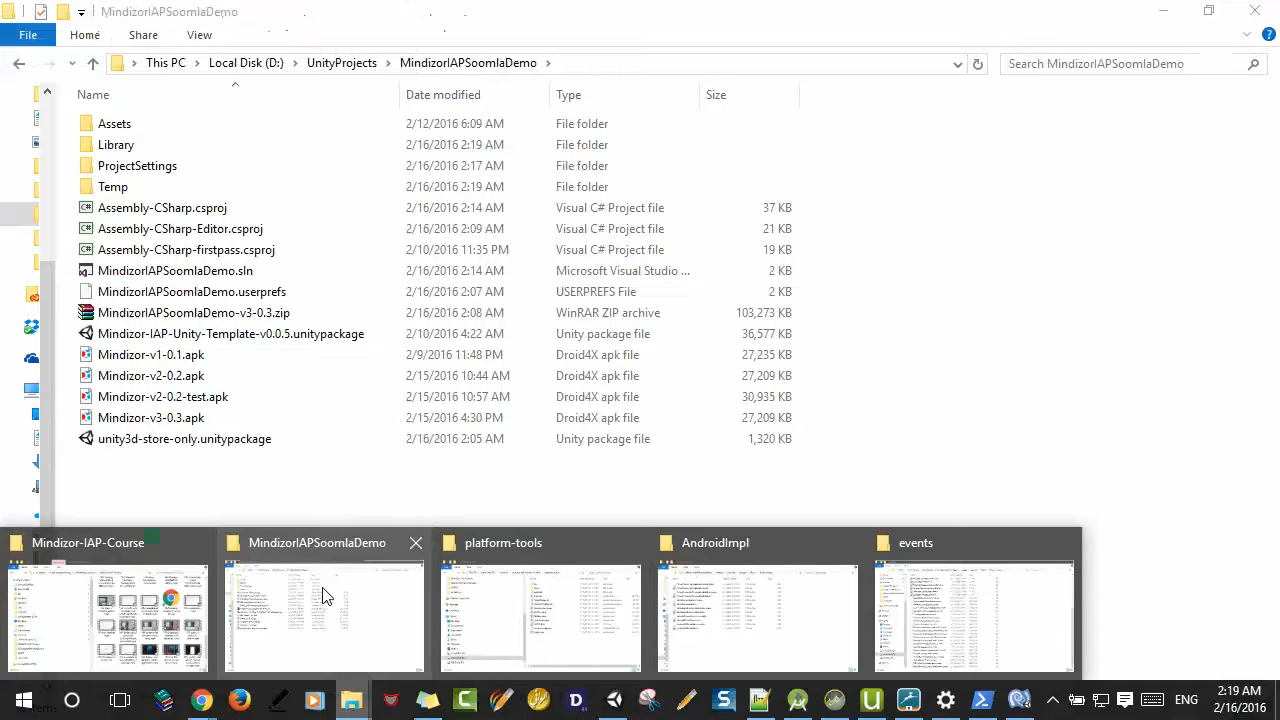 MindizorIAPSoomlaDemo
File Home Share View
This PC Local Disk (D:) UnityProjects MindizorIAPSoomlaDemo Search MindizorIAPSoomlaDemo
Name Date modified Type Size
Assets 2/12/2016 6:09 AM File folder
Library 2/16/2016 2:19 AM File folder
ProjectSettings 2/16/2016 2:17 AM File folder
Temp 2/16/2016 2:19 AM File folder
Assembly-CSharp.csproj 2/16/2016 2:14 AM Visual C# Project file 37 KB
Assembly-CSharp-Editor.csproj 2/16/2016 2:09 AM Visual C# Project file 21 KB
Assembly-CSharp-firstpass.csproj 2/10/2016 11:35 PM Visual C# Project file 19 KB
MindizorIAPSoomlaDemo.sln 2/16/2016 2:14 AM Microsoft Visual Studio ... 2 KB
MindizorIAPSoomlaDemo.userprefs 2/16/2016 2:07 AM USERPREFS File 2 KB
MindizorIAPSoomlaDemo-v3-0.3.zip 2/16/2016 2:08 AM WinRAR ZIP archive 103,273 KB
Mindizor-IAP-Unity-Template-v0.0.5.unitypackage 2/10/2016 4:22 AM Unity package file 36,577 KB
Mindizor-v1-0.1.apk 2/9/2016 11:48 PM Droid4X apk file 27,235 KB
Mindizor-v2-0.2.apk 2/15/2016 10:44 AM Droid4X apk file 27,209 KB
Mindizor-v2-0.2-test.apk 2/15/2016 10:57 AM Droid4X apk file 30,935 KB
Mindizor-v3-0.3.apk 2/15/2016 4:30 PM Droid4X apk file 27,209 KB
unity3d-store-only.unitypackage 2/16/2016 2:05 AM Unity package file 1,320 KB
Mindizor-IAP-Course MindizorIAPSoomlaDemo platform-tools AndroidImpl events
ENG 2:19 AM
2/16/2016